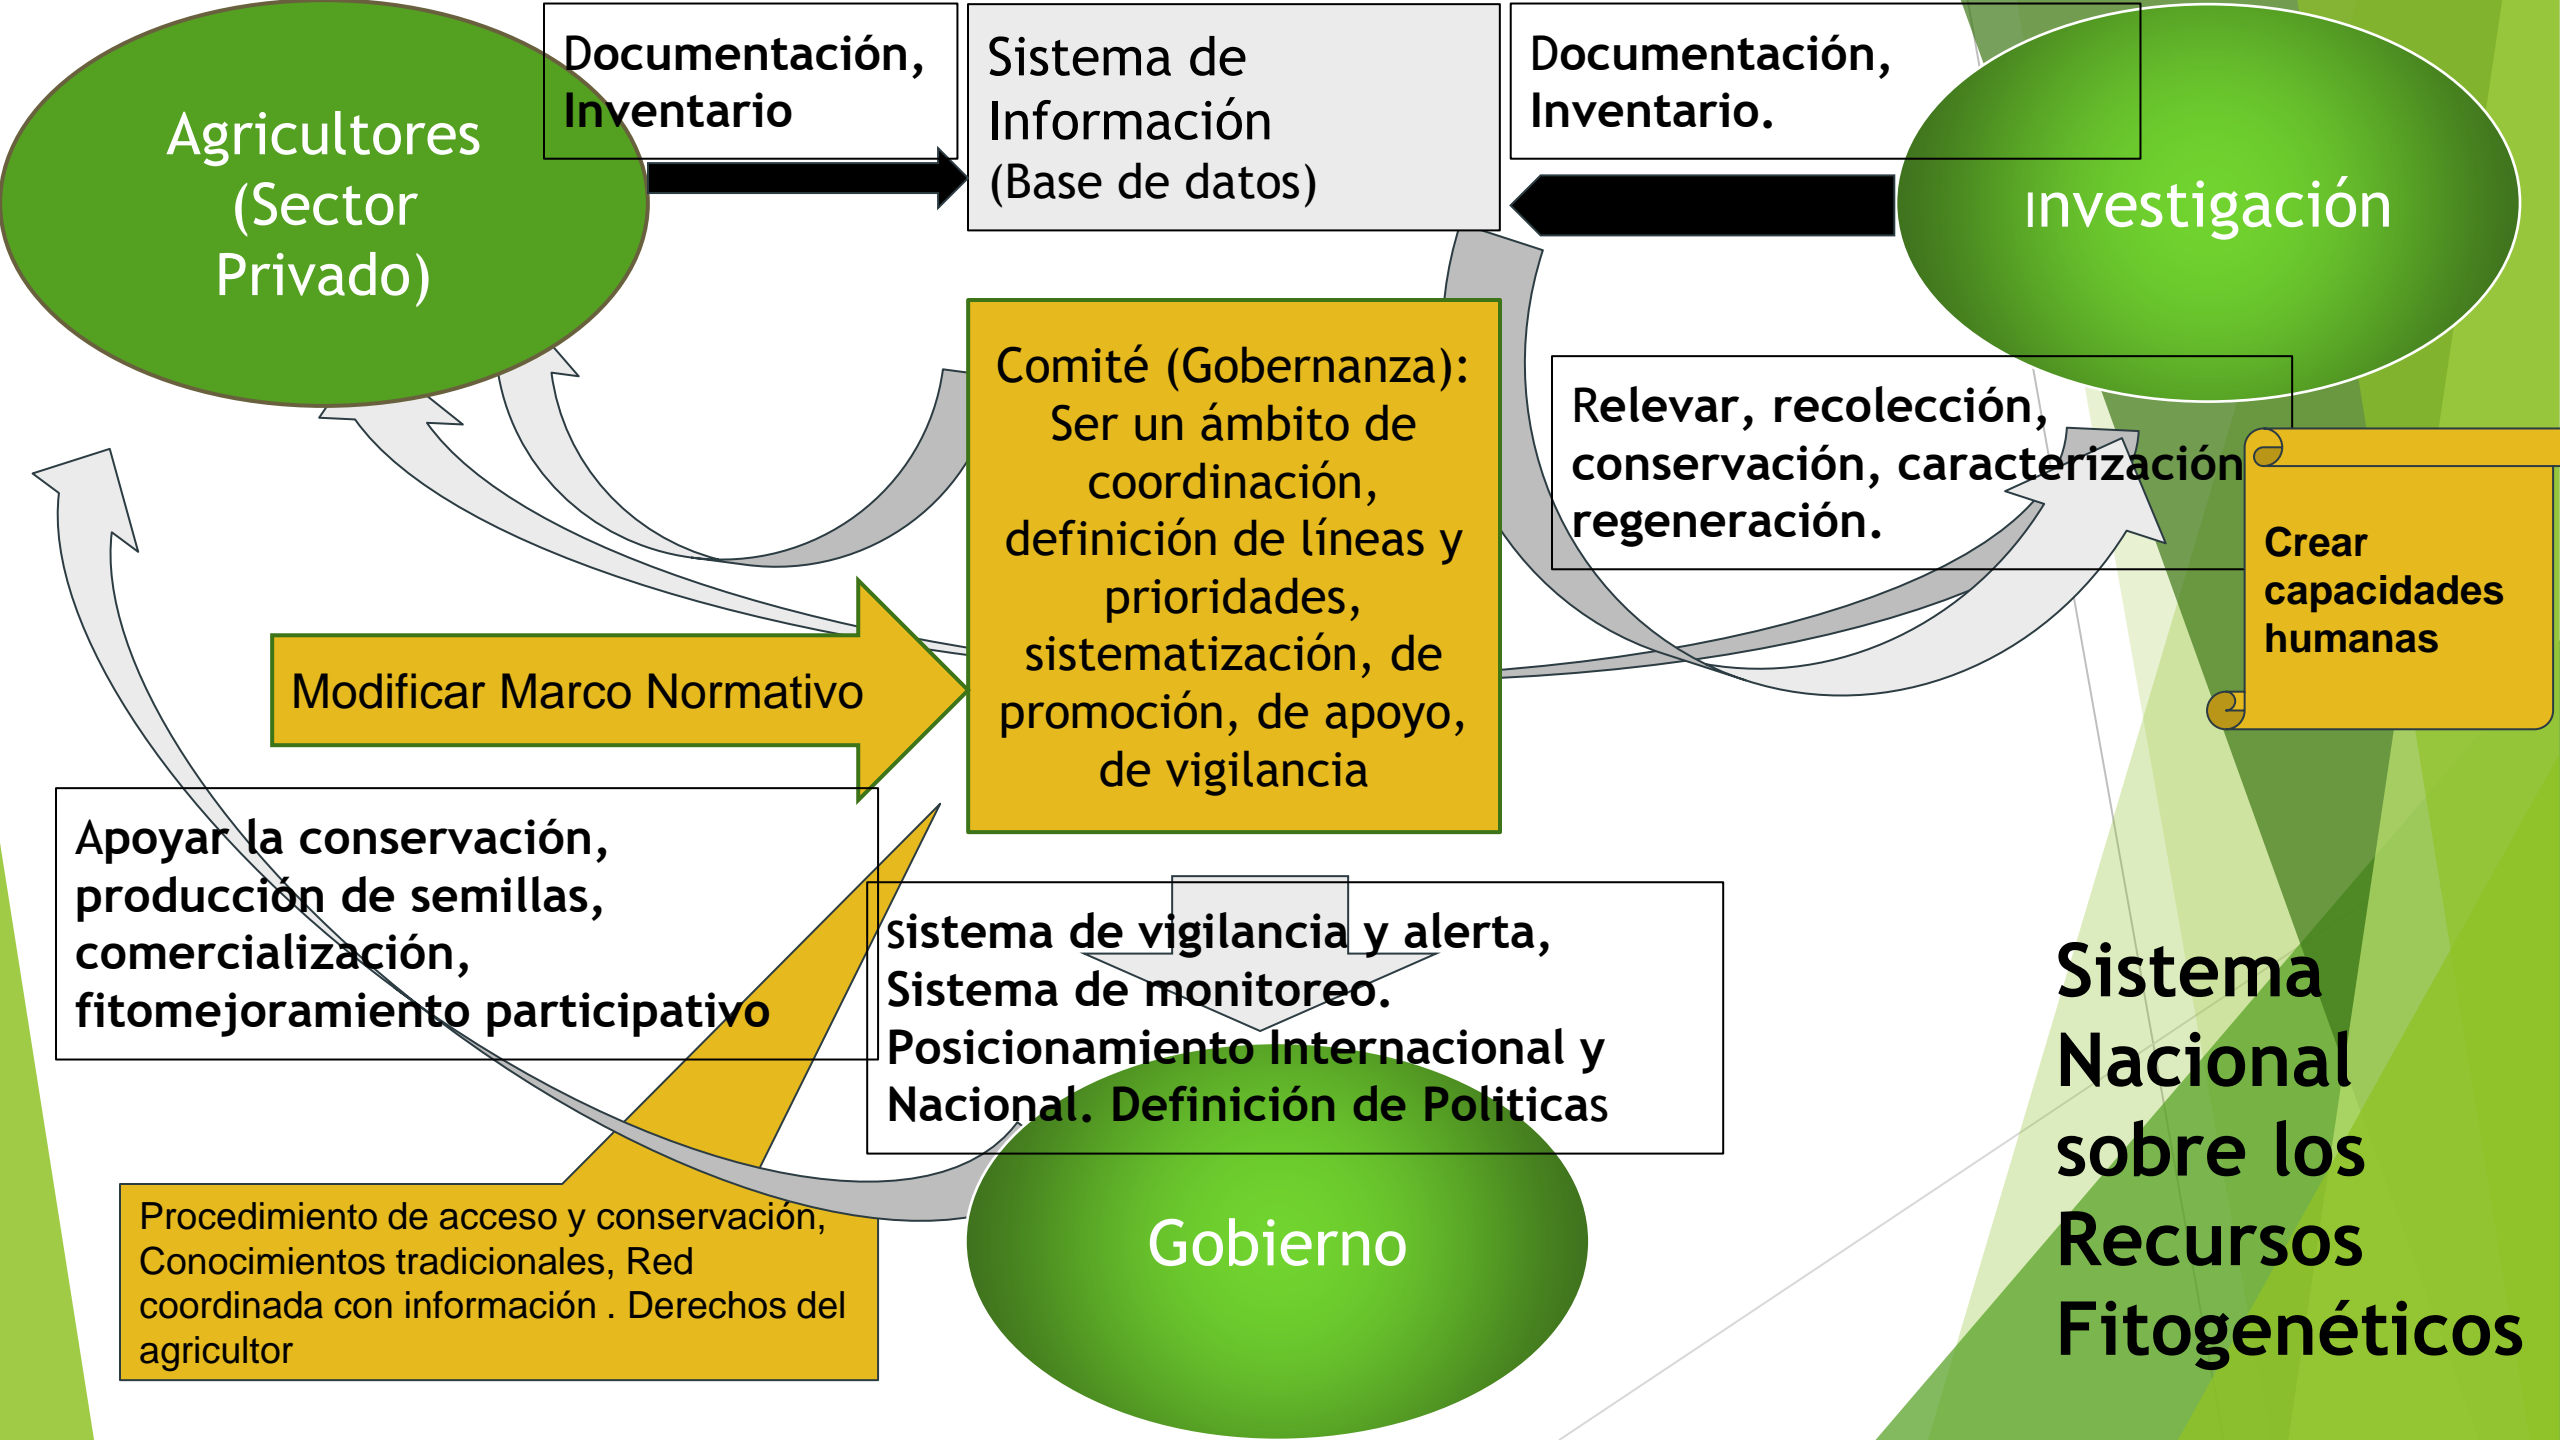 Agricultores
(Sector
Privado)
Documentación,
Inventario
Sistema de
Información
(Base de datos)
Documentación,
Inventario.
Investigación
Comité (Gobernanza):
Ser un ámbito de
coordinación,
definición de líneas y
prioridades,
sistematización, de
promoción, de apoyo,
de vigilancia
Relevar, recolección,
conservación, caracterización
regeneración.
Crear
capacidades
humanas
Modificar Marco Normativo
Apoyar la conservación,
producción de semillas,
comercialización,
fitomejoramiento participativo
sistema de vigilancia y alerta,
Sistema de monitoreo.
Posicionamiento Internacional y
Nacional. Definición de Politicas
Procedimiento de acceso y conservación,
Conocimientos tradicionales, Red
coordinada con información . Derechos del
agricultor
Gobierno
Sistema
Nacional
sobre los
Recursos
Fitogenéticos